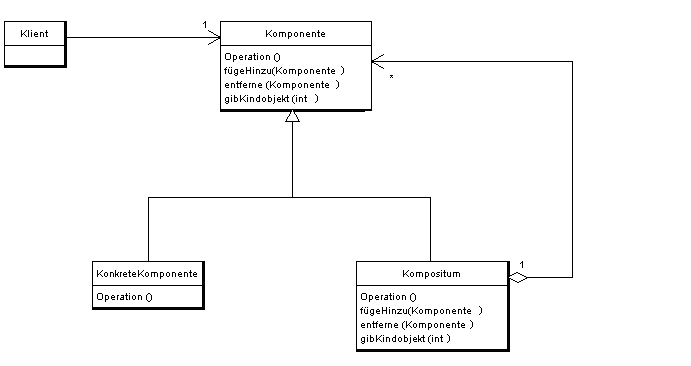 Klient
1
Komponente
Operation ()
fügeHinzu(Komponente )
entferne (Komponente )
gibKindobjekt (int )
*
KonkreteKomponente
Operation ()
1
Kompositum
Operation ()
fügeHinzu(Komponente )
entferne (Komponente )
gibKindobjekt (int )